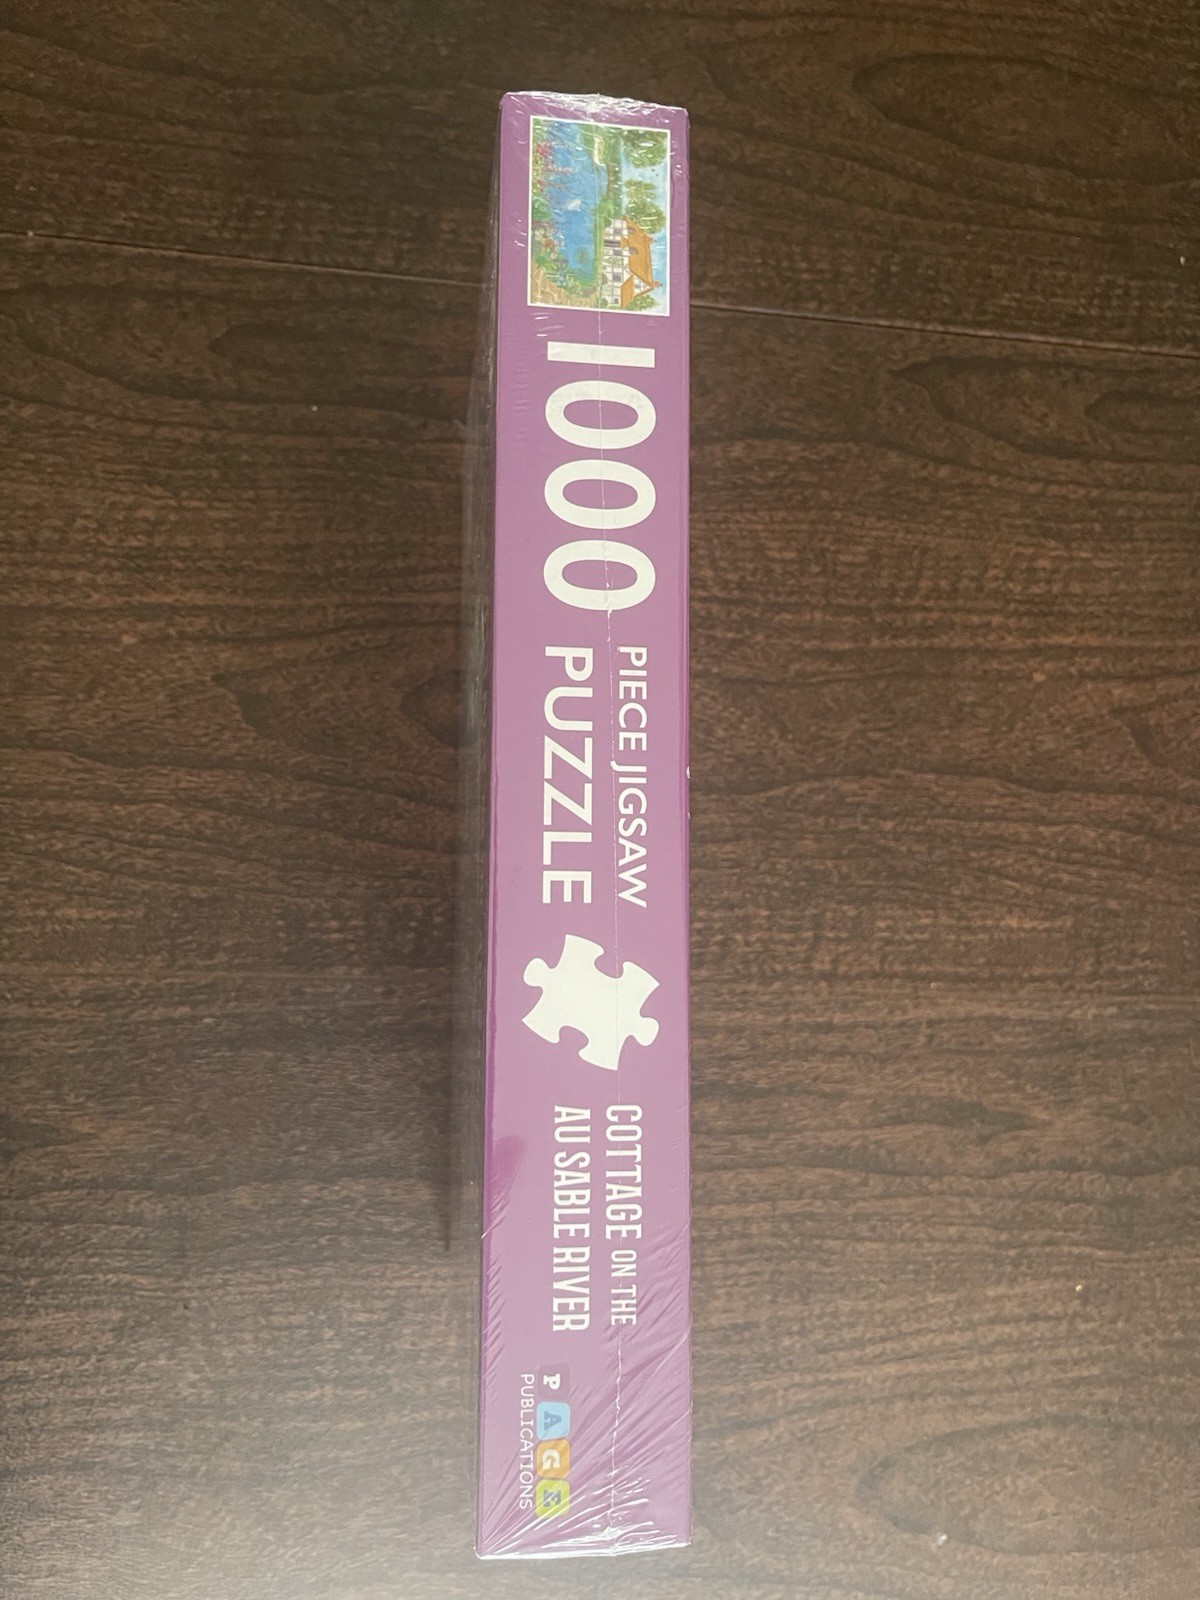 1000
PIECE JIGSAW
PUZZLE
COTTAGE ON THE
AU SABLE RIVER
PAGE
PUBLICATIONS